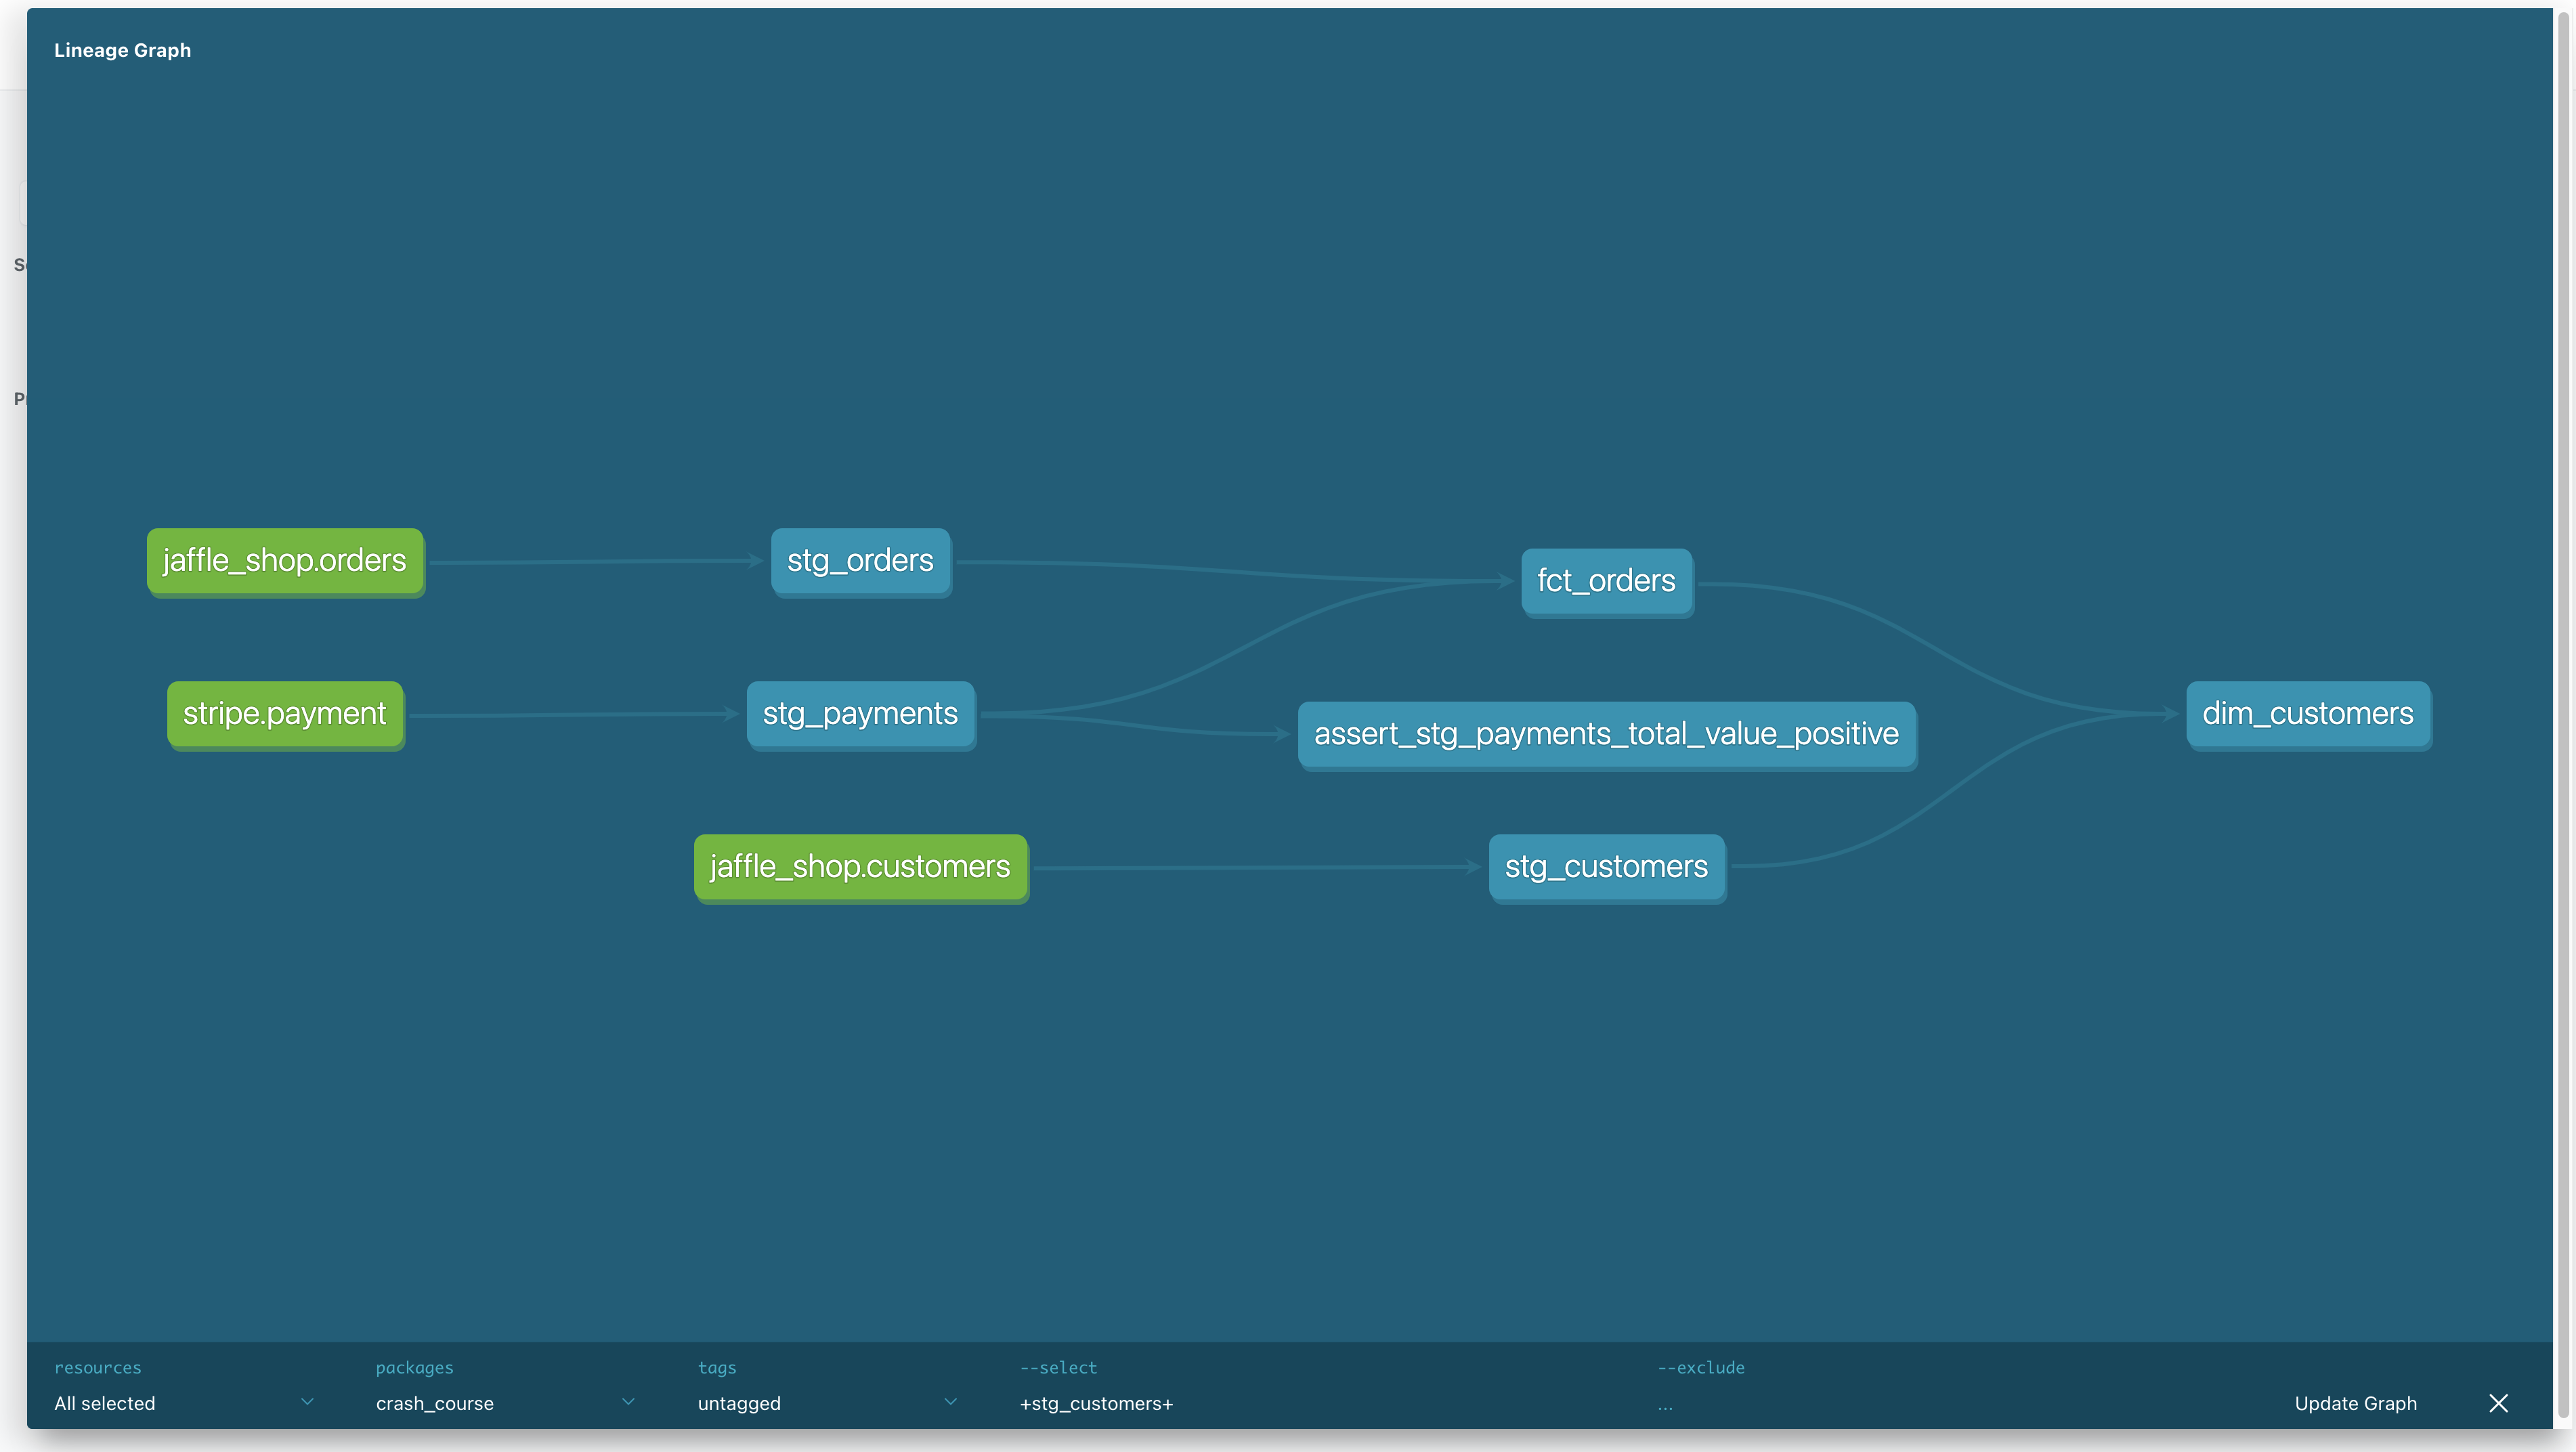 Lineage Graph
jaffle_shop.orders
stg_orders
fct_orders
stripe.payment
stg_payments
assert_stg_payments_total_value_positive
dim_customers
jaffle_shop.customers
stg_customers
resources
packages
tags
--select
--exclude
All selected
crash_course
untagged
+stg_customers+
...
Update Graph